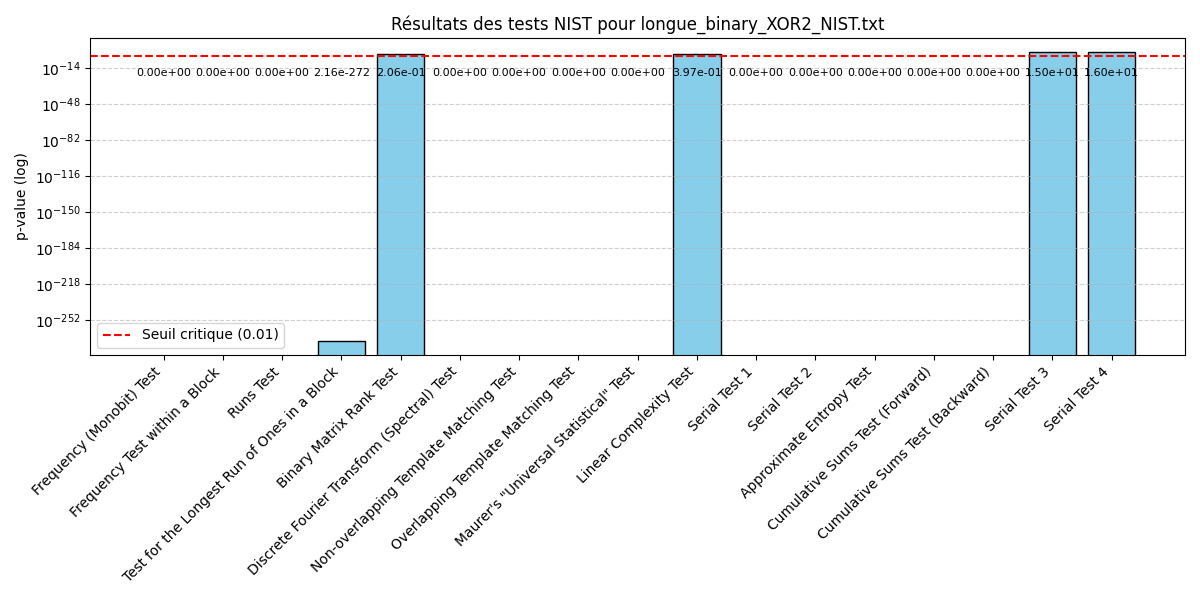 Résultats des tests NIST pour longue_binary_XOR2_NIST.txt
p-value (log)
10^-14
10^-48
10^-82
10^-116
10^-150
10^-184
10^-218
10^-252
0.00e+00 0.00e+00 0.00e+00 2.16e-272 2.06e-01 0.00e+00 0.00e+00 0.00e+00 0.00e+00 3.97e-01 0.00e+00 0.00e+00 0.00e+00 0.00e+00 0.00e+00 1.50e+01 1.60e+01
Seuil critique (0.01)
Frequency (Monobit) Test
Frequency Test within a Block
Runs Test
Test for the Longest Run of Ones in a Block
Binary Matrix Rank Test
Discrete Fourier Transform (Spectral) Test
Non-overlapping Template Matching Test
Overlapping Template Matching Test
Maurer's "Universal Statistical" Test
Linear Complexity Test
Serial Test 1
Serial Test 2
Approximate Entropy Test
Cumulative Sums Test (Forward)
Cumulative Sums Test (Backward)
Serial Test 3
Serial Test 4